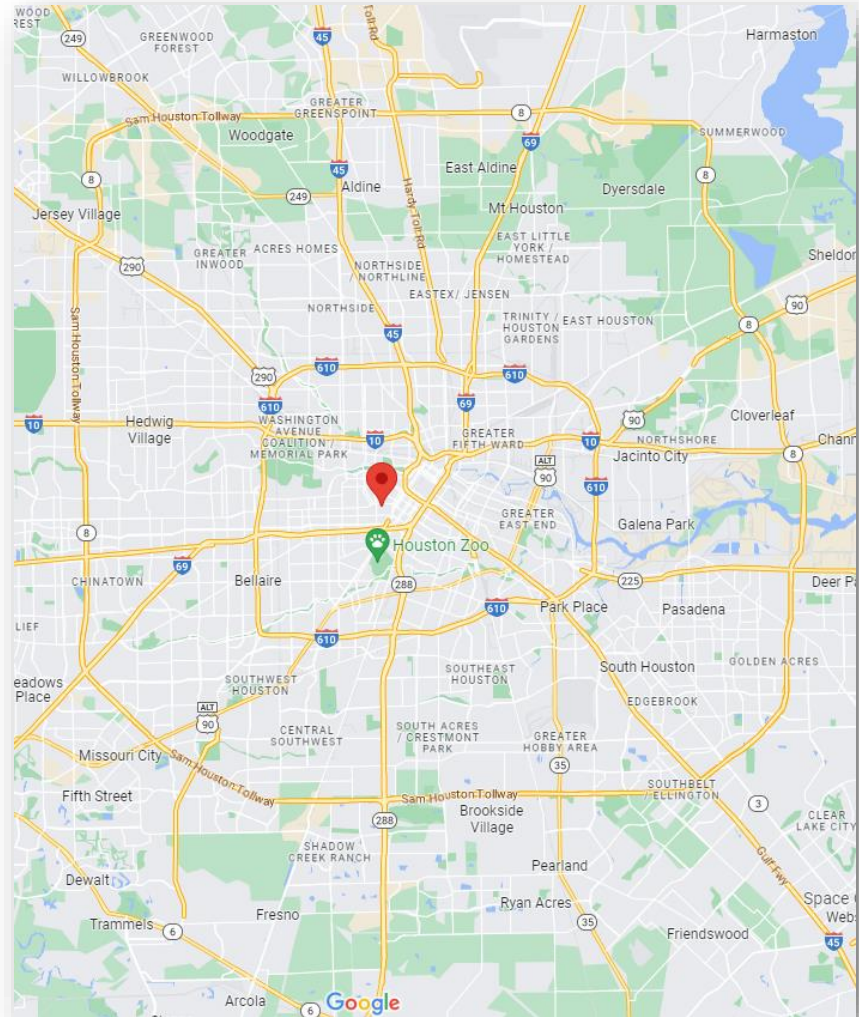 WOOD
REST
249
GREENWOOD
FOREST
45
Toll Rd
Harmaston
WILLOWBROOK
GREATER
GREENSPOINT
8
Sam Houston Tollway
Woodgate
69
SUMMERWOOD
45
Aldine
East Aldine
8
8
249
Hardy Toll Rd
Dyersdale
Jersey Village
Mt Houston
290
GREATER
INWOOD
ACRES HOMES
EAST LITTLE
YORK /
HOMESTEAD
Sheldon
NORTHSIDE
/ NORTHLINE
EASTEX/ JENSEN
90
Sam Houston Tollway
NORTHSIDE
TRINITY /
HOUSTON
GARDENS
EAST HOUSTON
8
45
610
290
610
610
69
10
Hedwig
Village
WASHINGTON
AVENUE
COALITION /
MEMORIAL PARK
10
GREATER
FIFTH WARD
10
90
Cloverleaf
NORTHSHORE
Chann
Jacinto City
8
ALT
90
610
GREATER
EAST END
Galena Park
8
Houston Zoo
69
CHINATOWN
Bellaire
288
225
Deer Pa
LIEF
610
Park Place
Pasadena
610
eadows
Place
SOUTHWEST
HOUSTON
SOUTHEAST
HOUSTON
South Houston
GOLDEN ACRES
ALT
90
EDGEBROOK
CENTRAL
SOUTHWEST
SOUTH ACRES
/ CRESTMONT
PARK
GREATER
HOBBY AREA
Missouri City
35
Sam Houston Tollway
Fifth Street
Sam Houston Tollway
SOUTHBELT
/ ELLINGTON
288
Brookside
Village
3
CLEAR
LAKE CITY
SHADOW
CREEK RANCH
Gulf Fwy
Pearland
Dewalt
Ryan Acres
Space C
Webs
Fresno
Trammels
6
35
Friendswood
45
Arcola
6
Google